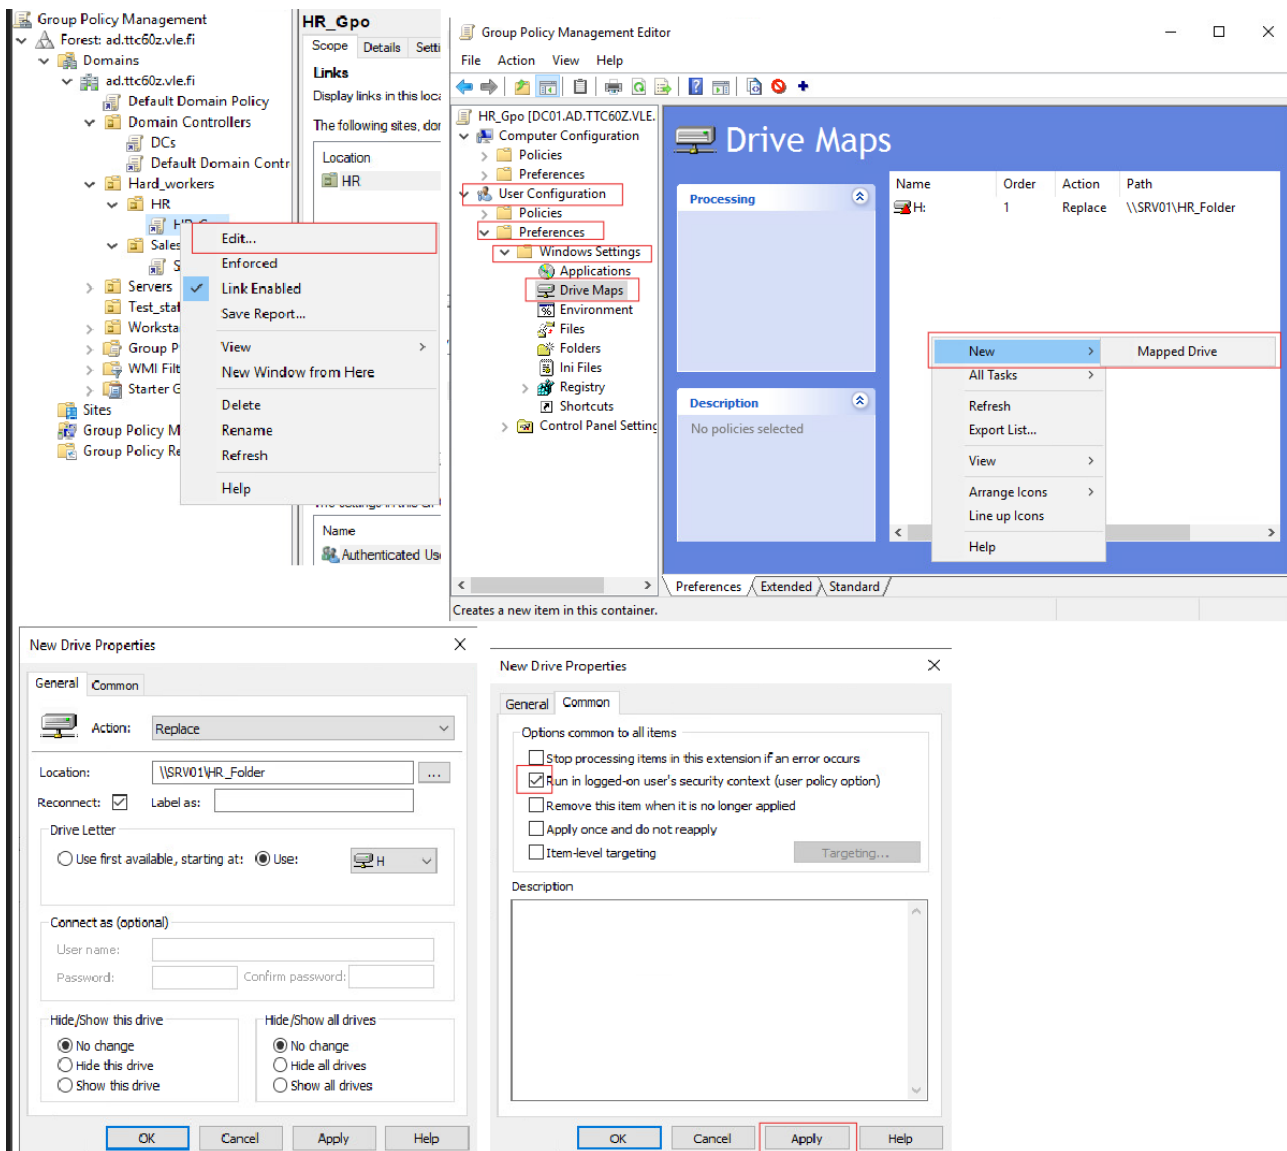 Group Policy Management
Forest: ad.ttc60z.vle.fi
Domains
ad.ttc60z.vle.fi
Default Domain Policy
Domain Controllers
DCs
Default Domain Contr
Hard_workers
HR
Sales
Servers
Test_staf
Worksta
Group P
WMI Filt
Starter G
Sites
Group Policy M
Group Policy Re
Edit...
Enforced
Link Enabled
Save Report...
View
New Window from Here
Delete
Rename
Refresh
Help
HR_Gpo
Scope Details Setti
Links
Display links in this loca
The following sites, dor
Location
HR
Name
Authenticated Use
Group Policy Management Editor
File Action View Help
HR_Gpo [DC01.AD.TTC60Z.VLE.
Computer Configuration
Policies
Preferences
User Configuration
Policies
Preferences
Windows Settings
Applications
Drive Maps
Environment
Files
Folders
Ini Files
Registry
Shortcuts
Control Panel Setting
Drive Maps
Processing
Description
No policies selected
Name Order Action Path
H: 1 Replace \\SRV01\HR_Folder
New
Mapped Drive
All Tasks
Refresh
Export List...
View
Arrange Icons
Line up Icons
Help
Preferences Extended Standard
Creates a new item in this container.
New Drive Properties
General Common
Action: Replace
Location: \\SRV01\HR_Folder ...
Reconnect: Label as:
Drive Letter
Use first available, starting at: Use: H
Connect as (optional)
User name:
Password: Confirm password:
Hide/Show this drive
No change
Hide this drive
Show this drive
Hide/Show all drives
No change
Hide all drives
Show all drives
OK Cancel Apply Help
New Drive Properties
General Common
Options common to all items
Stop processing items in this extension if an error occurs
Run in logged-on user's security context (user policy option)
Remove this item when it is no longer applied
Apply once and do not reapply
Item-level targeting Targeting...
Description
OK Cancel Apply Help